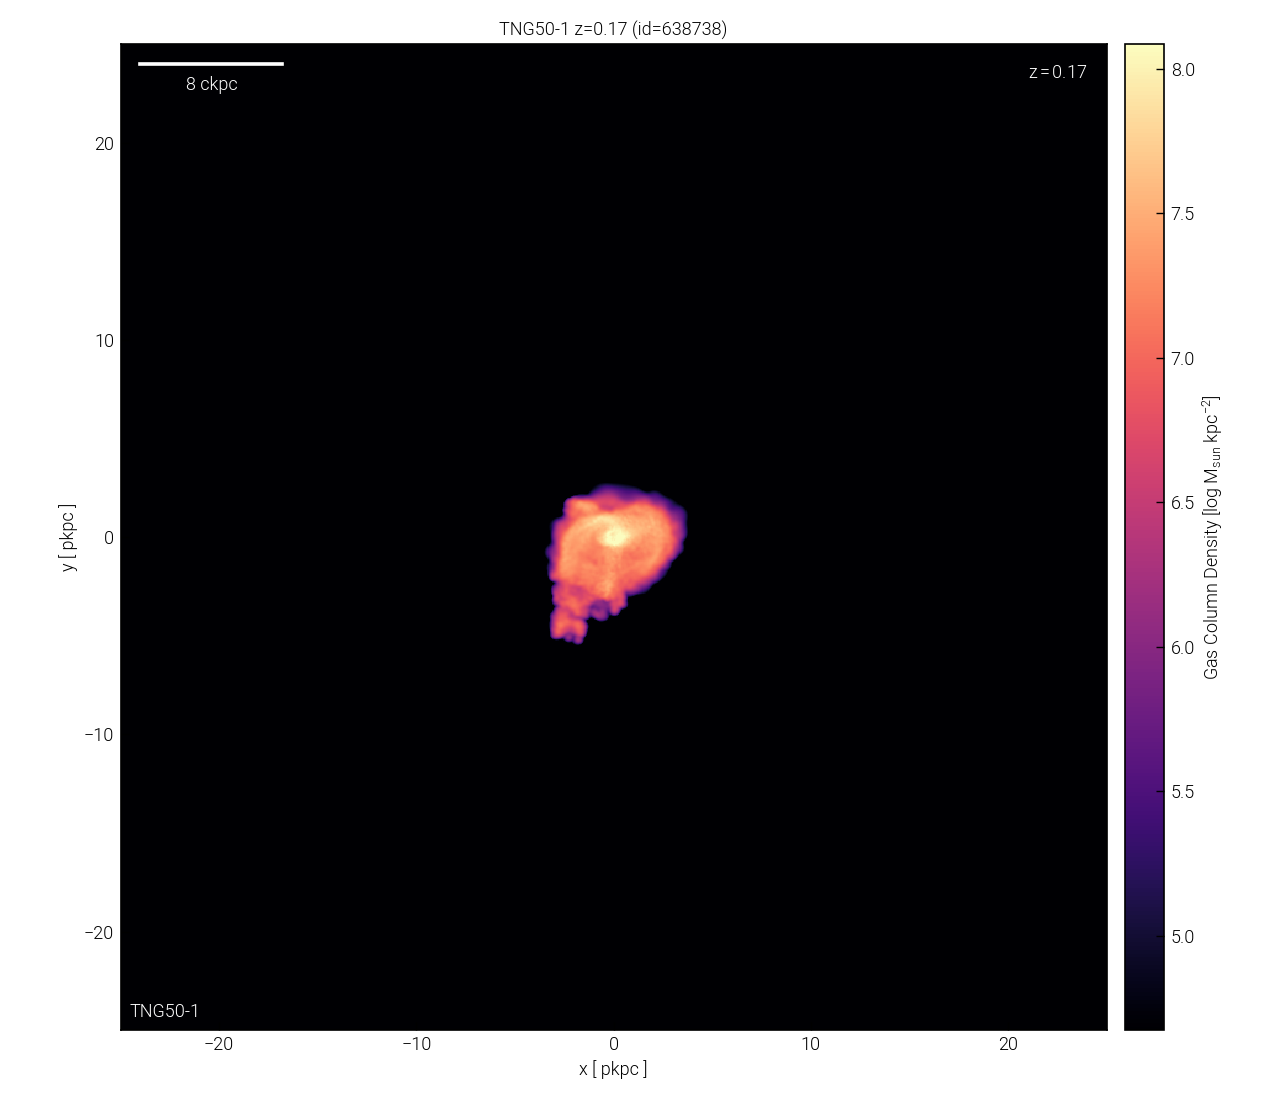 TNG50-1 z=0.17 (id=638738)
8 ckpc
z=0.17
20
10
0
−10
−20
y [ pkpc ]
TNG50-1
−20
−10
0
10
20
x [ pkpc ]
8.0
7.5
7.0
6.5
6.0
5.5
5.0
Gas Column Density [log M_sun kpc^−2]